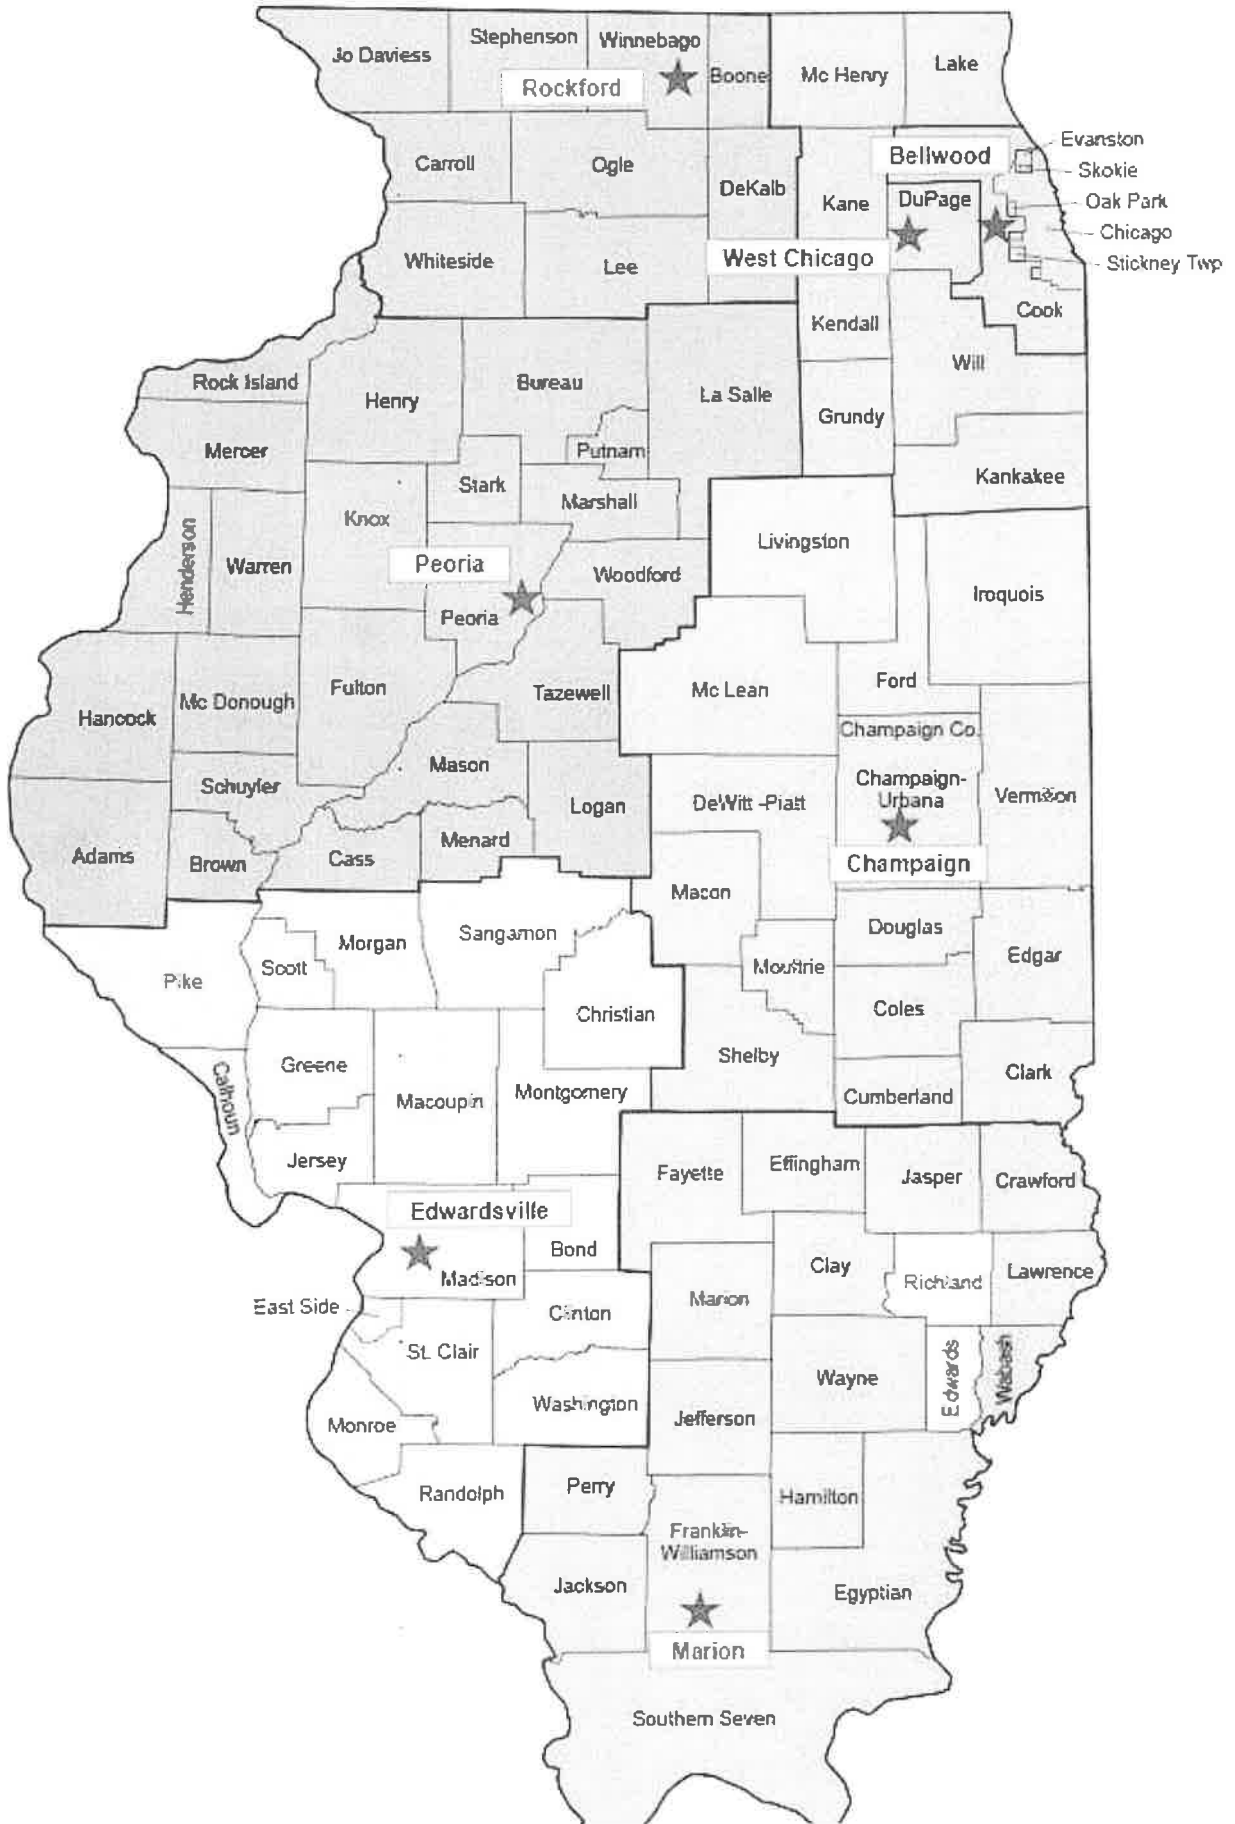 Jo Daviess
Stephenson
Winnebago
Rockford
Boone
Mc Henry
Lake
Carroll
Ogle
DeKalb
Kane
Bellwood
DuPage
Evanston
Skokie
Oak Park
Chicago
Stickney Twp
Whiteside
Lee
West Chicago
Cook
Kendall
Will
Rock Island
Henry
Bureau
La Salle
Grundy
Mercer
Putnam
Kankakee
Stark
Marshall
Knox
Henderson
Warren
Peoria
Woodford
Livingston
Iroquois
Peoria
Hancock
Mc Donough
Fulton
Tazewell
Mc Lean
Ford
Champaign Co.
Schuyler
Mason
Logan
DeWitt -Piatt
Champaign-
Urbana
Vermilion
Adams
Brown
Cass
Menard
Champaign
Macon
Pike
Scott
Morgan
Sangamon
Douglas
Edgar
Moultrie
Christian
Coles
Calhoun
Greene
Macoupin
Montgomery
Shelby
Cumberland
Clark
Jersey
Fayette
Effingham
Jasper
Crawford
Edwardsville
Bond
Madison
Clay
Richland
Lawrence
East Side
Clinton
Marion
St. Clair
Wayne
Edwards
Wabash
Monroe
Washington
Jefferson
Randolph
Perry
Hamilton
Franklin-
Williamson
Jackson
Egyptian
Marion
Southern Seven